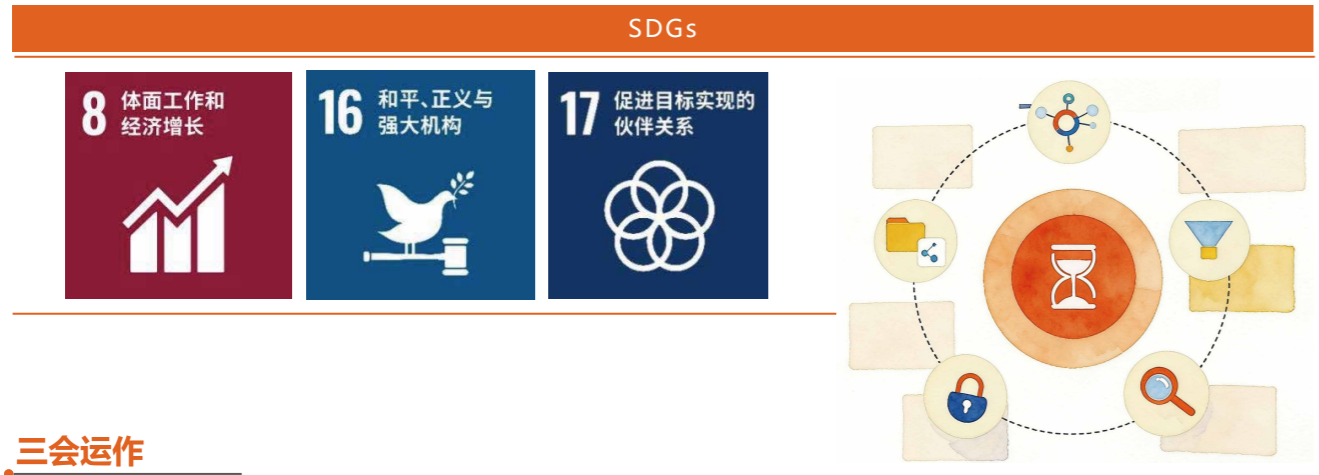 SDGs
8 体面工作和
经济增长
16 和平、正义与
强大机构
17 促进目标实现的
伙伴关系
三会运作